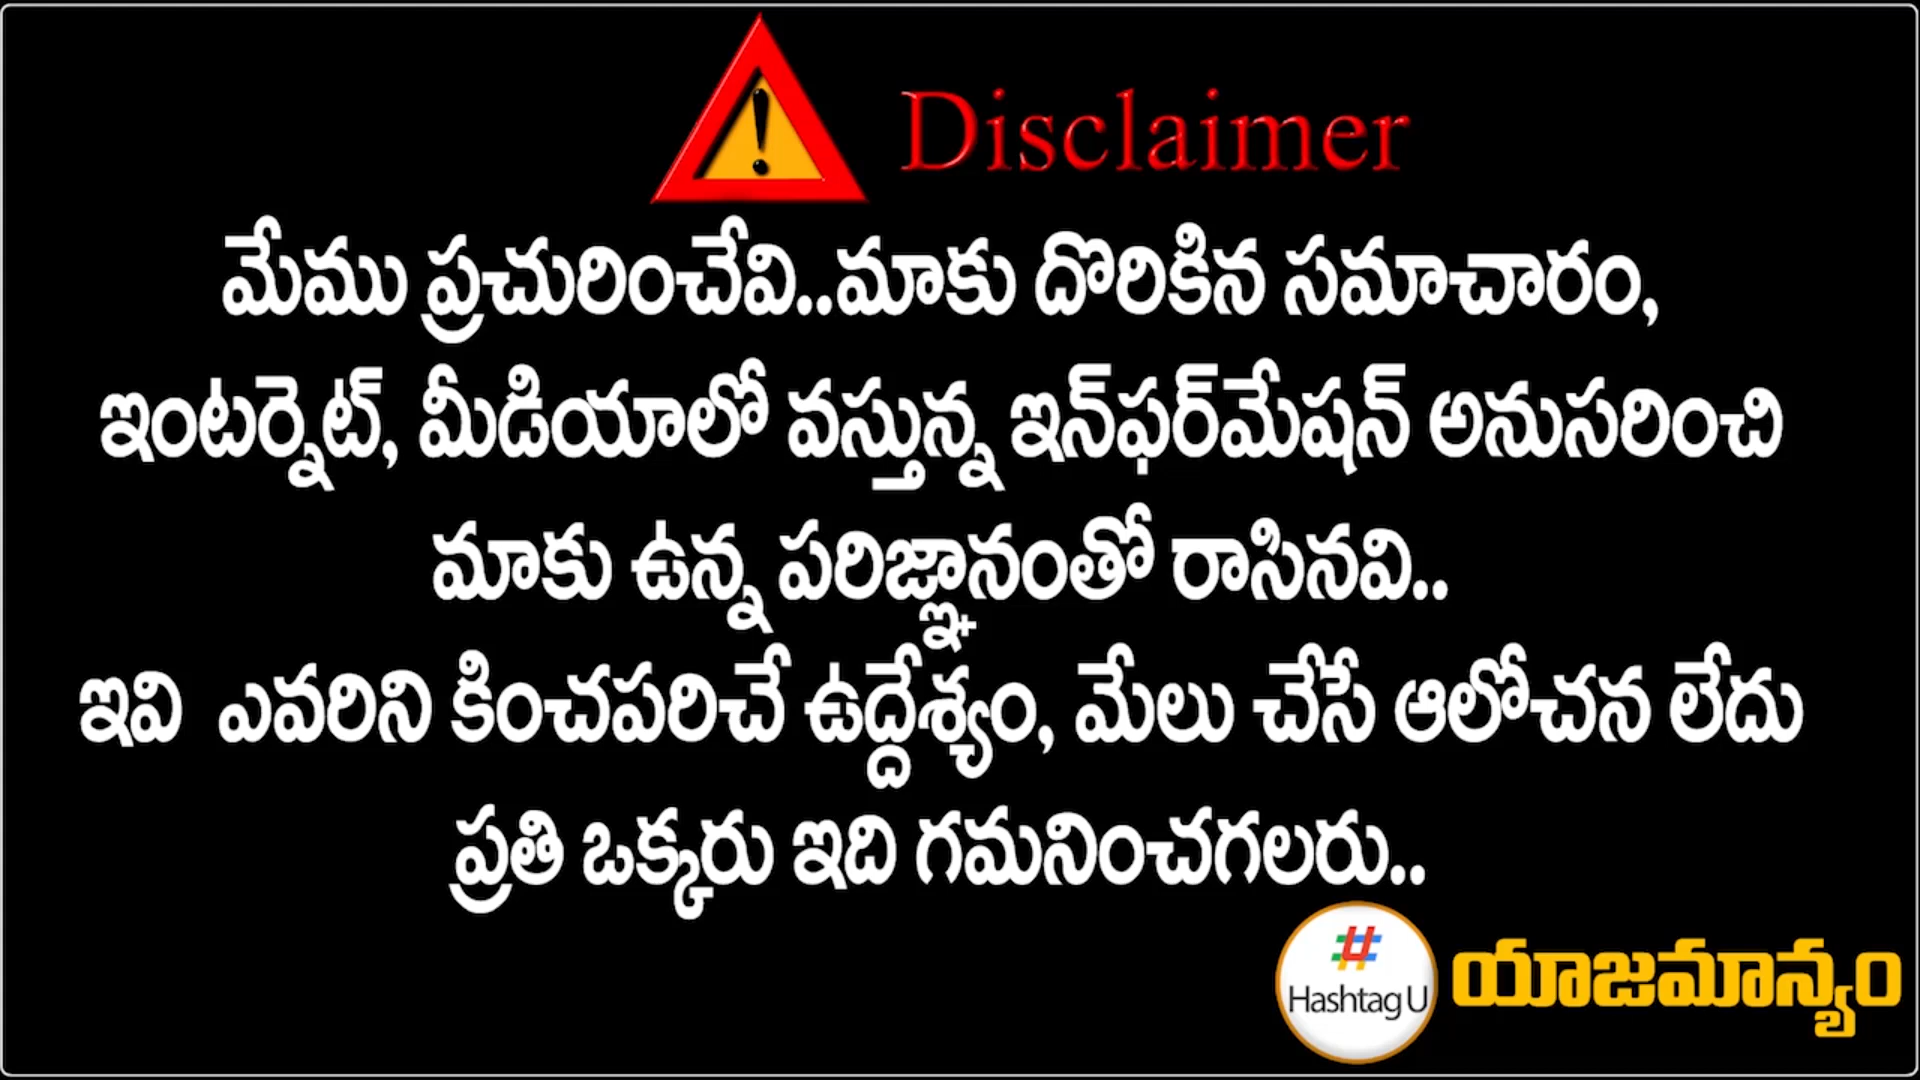 Disclaimer
మేము ప్రచురించేవి..మాకు దొరికిన సమాచారం,
ఇంటర్నెట్, మీడియాలో వస్తున్న ఇన్‌ఫర్‌మేషన్ అనుసరించి
మాకు ఉన్న పరిజ్ఞానంతో రాసినవి..
ఇవి ఎవరిని కించపరిచే ఉద్దేశ్యం, మేలు చేసే ఆలోచన లేదు
ప్రతి ఒక్కరు ఇది గమనించగలరు..
#
Hashtag U
యాజమాన్యం